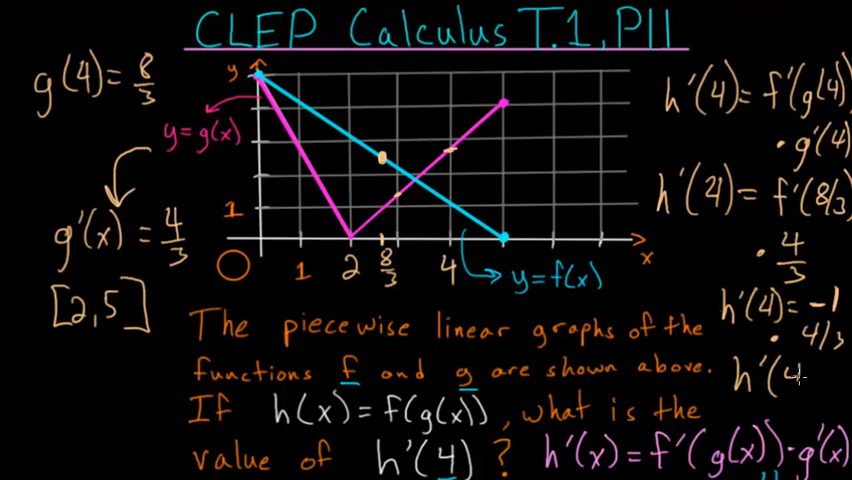 CLEP Calculus T.1, PII
g(4) = 8/3
y
y = g(x)
1
g'(x) = 4/3
[2,5]
O 1 2 8/3 4 x
y = f(x)
h'(4) = f'(g(4)
· g'(4)
h'(4) = f'(8/3)
· 4/3
h'(4) = -1
· 4/3
h'(4
The piecewise linear graphs of the
functions f and g are shown above.
If h(x) = f(g(x)), what is the
value of h'(4)?
h'(x) = f'(g(x)) · g'(x)